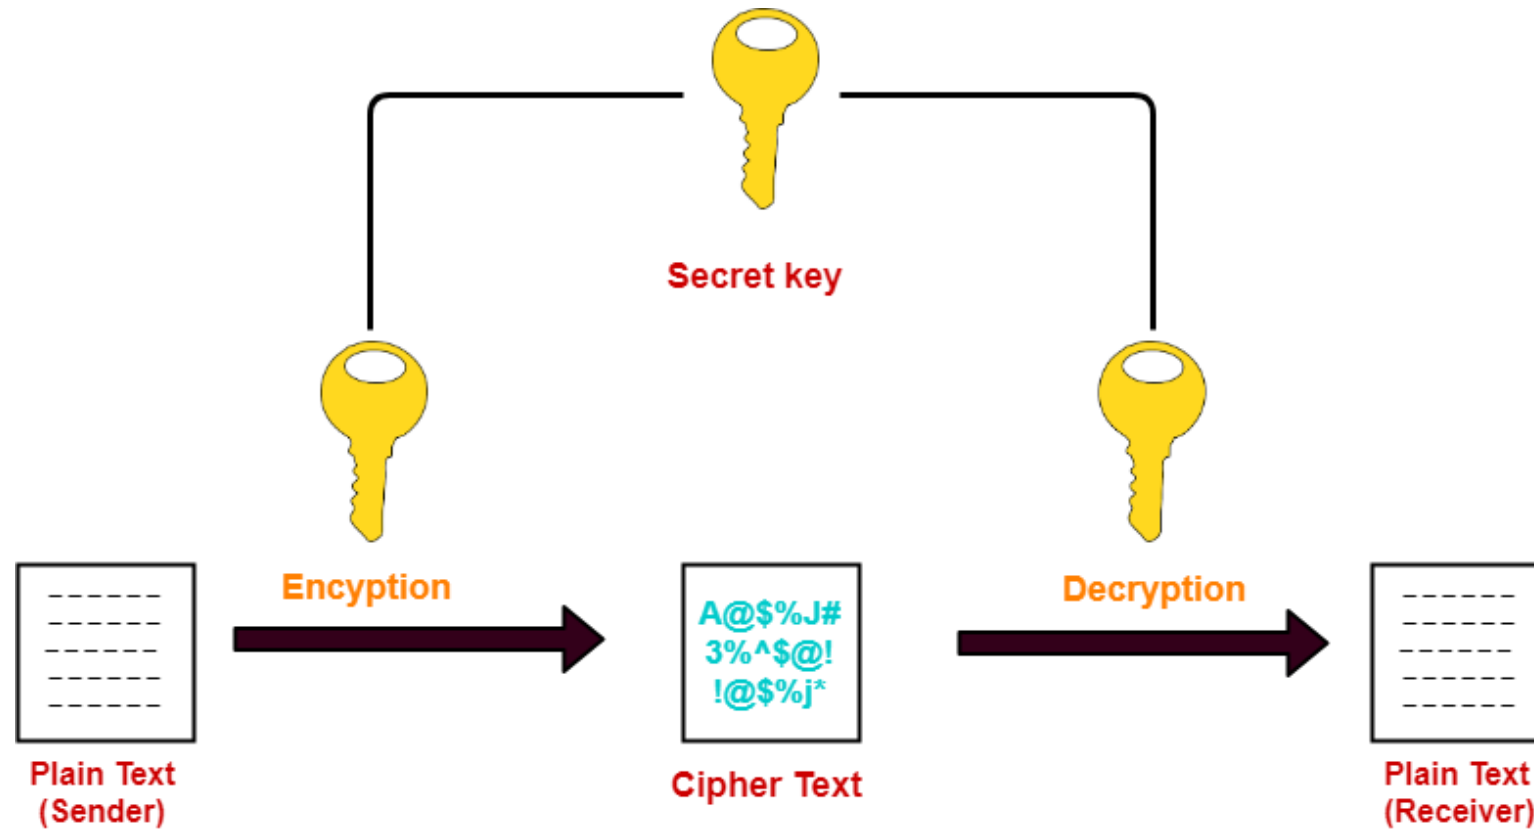 Secret key
Encyption
Decryption
A@$%J#
3%^$@!
!@$%j*
Plain Text
(Sender)
Cipher Text
Plain Text
(Receiver)